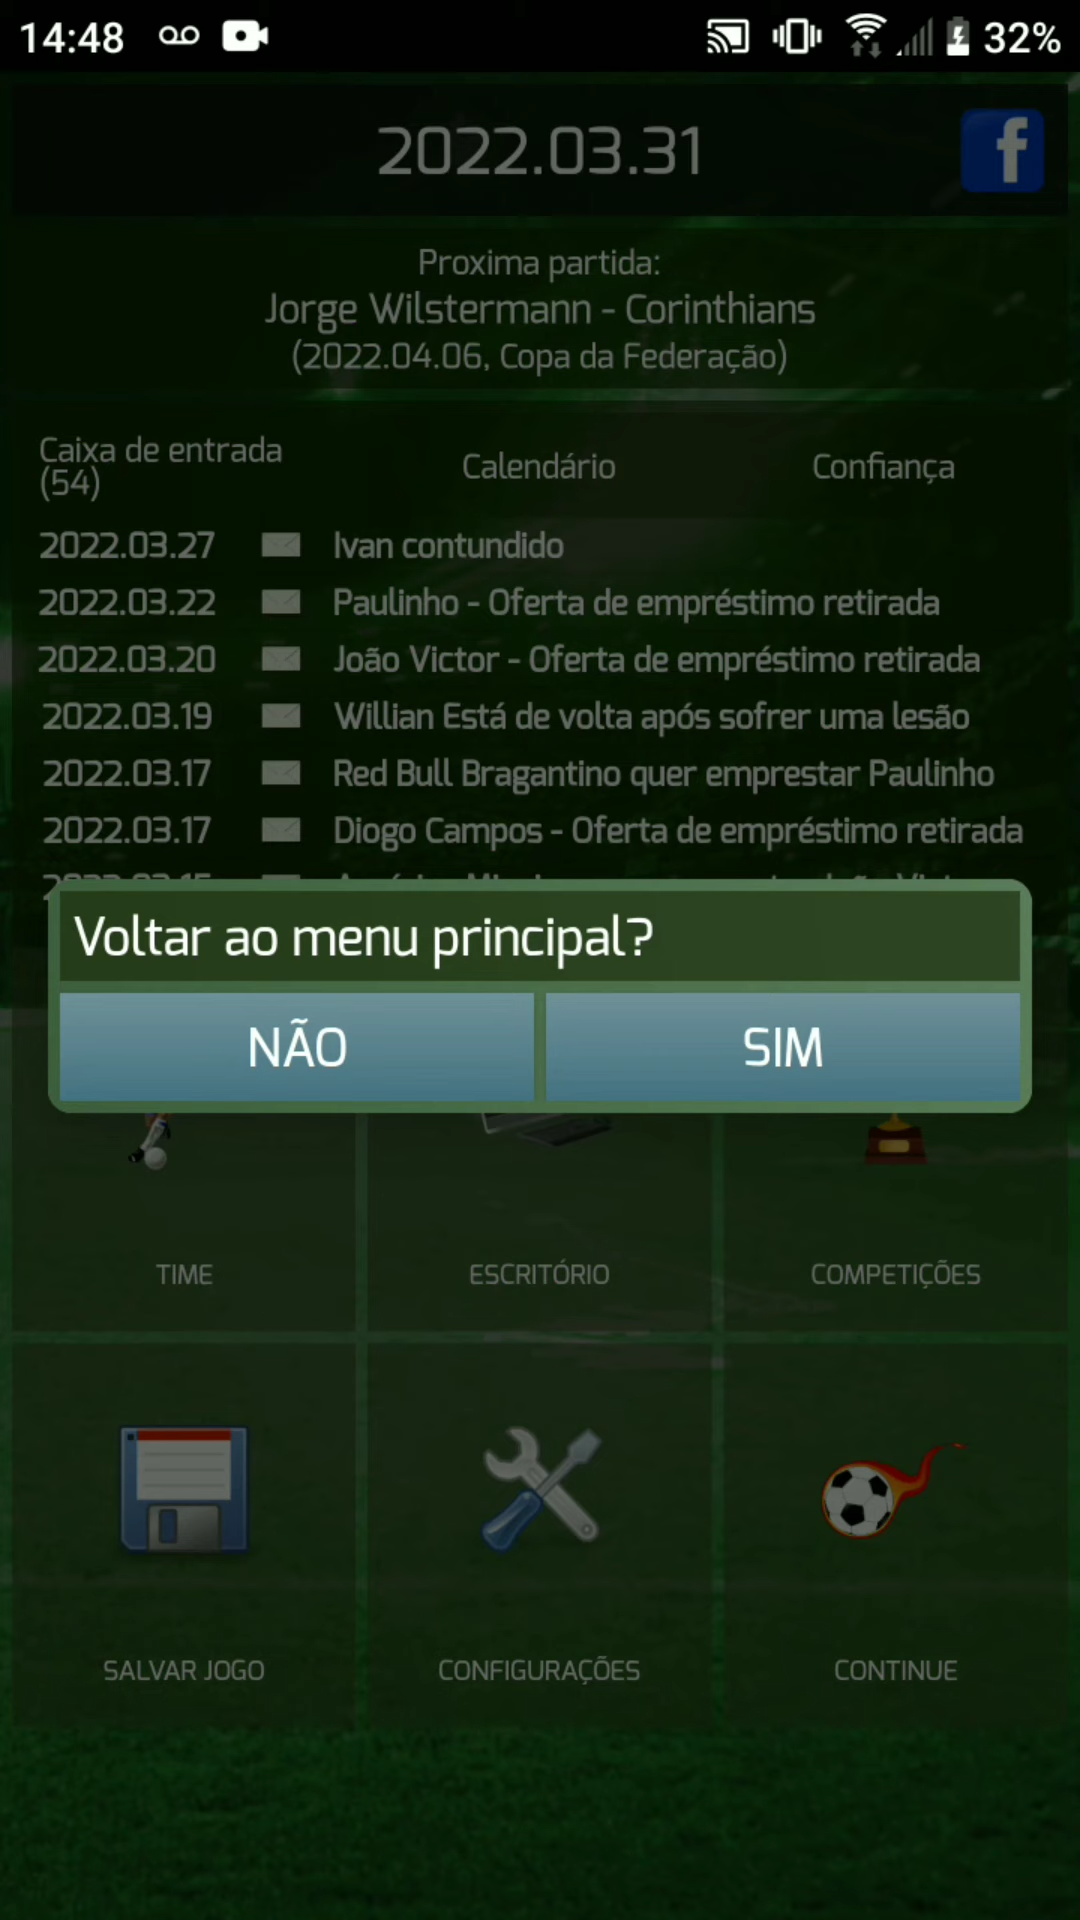 14:48 32%
2022.03.31
f
Proxima partida:
Jorge Wilstermann - Corinthians
(2022.04.06, Copa da Federação)
Caixa de entrada
(54)
Calendário
Confiança
2022.03.27 Ivan contundido
2022.03.22 Paulinho - Oferta de empréstimo retirada
2022.03.20 João Victor - Oferta de empréstimo retirada
2022.03.19 Willian Está de volta após sofrer uma lesão
2022.03.17 Red Bull Bragantino quer emprestar Paulinho
2022.03.17 Diogo Campos - Oferta de empréstimo retirada
Voltar ao menu principal?
NÃO SIM
TIME ESCRITÓRIO COMPETIÇÕES
SALVAR JOGO CONFIGURAÇÕES CONTINUE